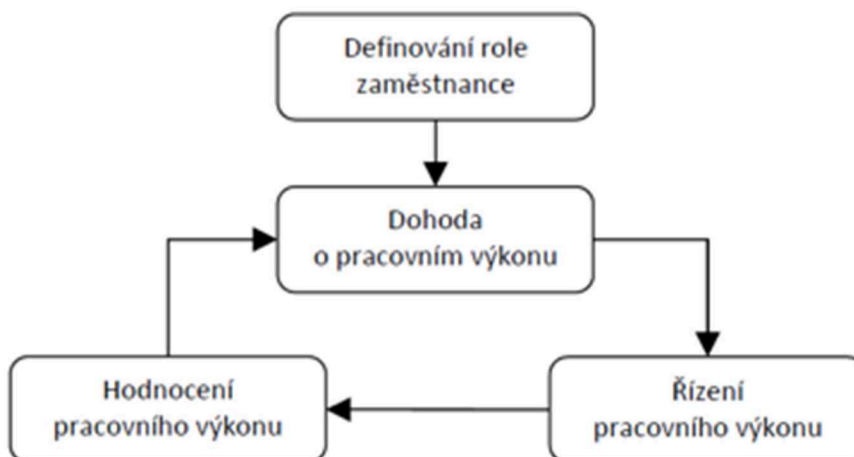 Definování role
zaměstnance
Dohoda
o pracovním výkonu
Hodnocení
pracovního výkonu
Řízení
pracovního výkonu